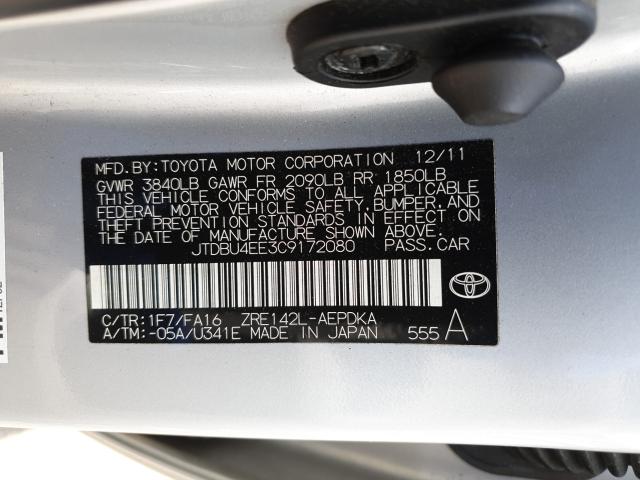 MFD.BY:TOYOTA MOTOR CORPORATION 12/11
GVWR 3840LB GAWR FR 2090LB RR 1850LB
THIS VEHICLE CONFORMS TO ALL APPLICABLE
FEDERAL MOTOR VEHICLE SAFETY,BUMPER,AND
THEFT PREVENTION STANDARDS IN EFFECT ON
THE DATE OF MANUFACTURE SHOWN ABOVE.
JTDBU4EE3C9172080 PASS.CAR
C/TR:1F7/FA16 ZRE142L-AEPDKA
A/TM:-05A/U341E MADE IN JAPAN 555 A